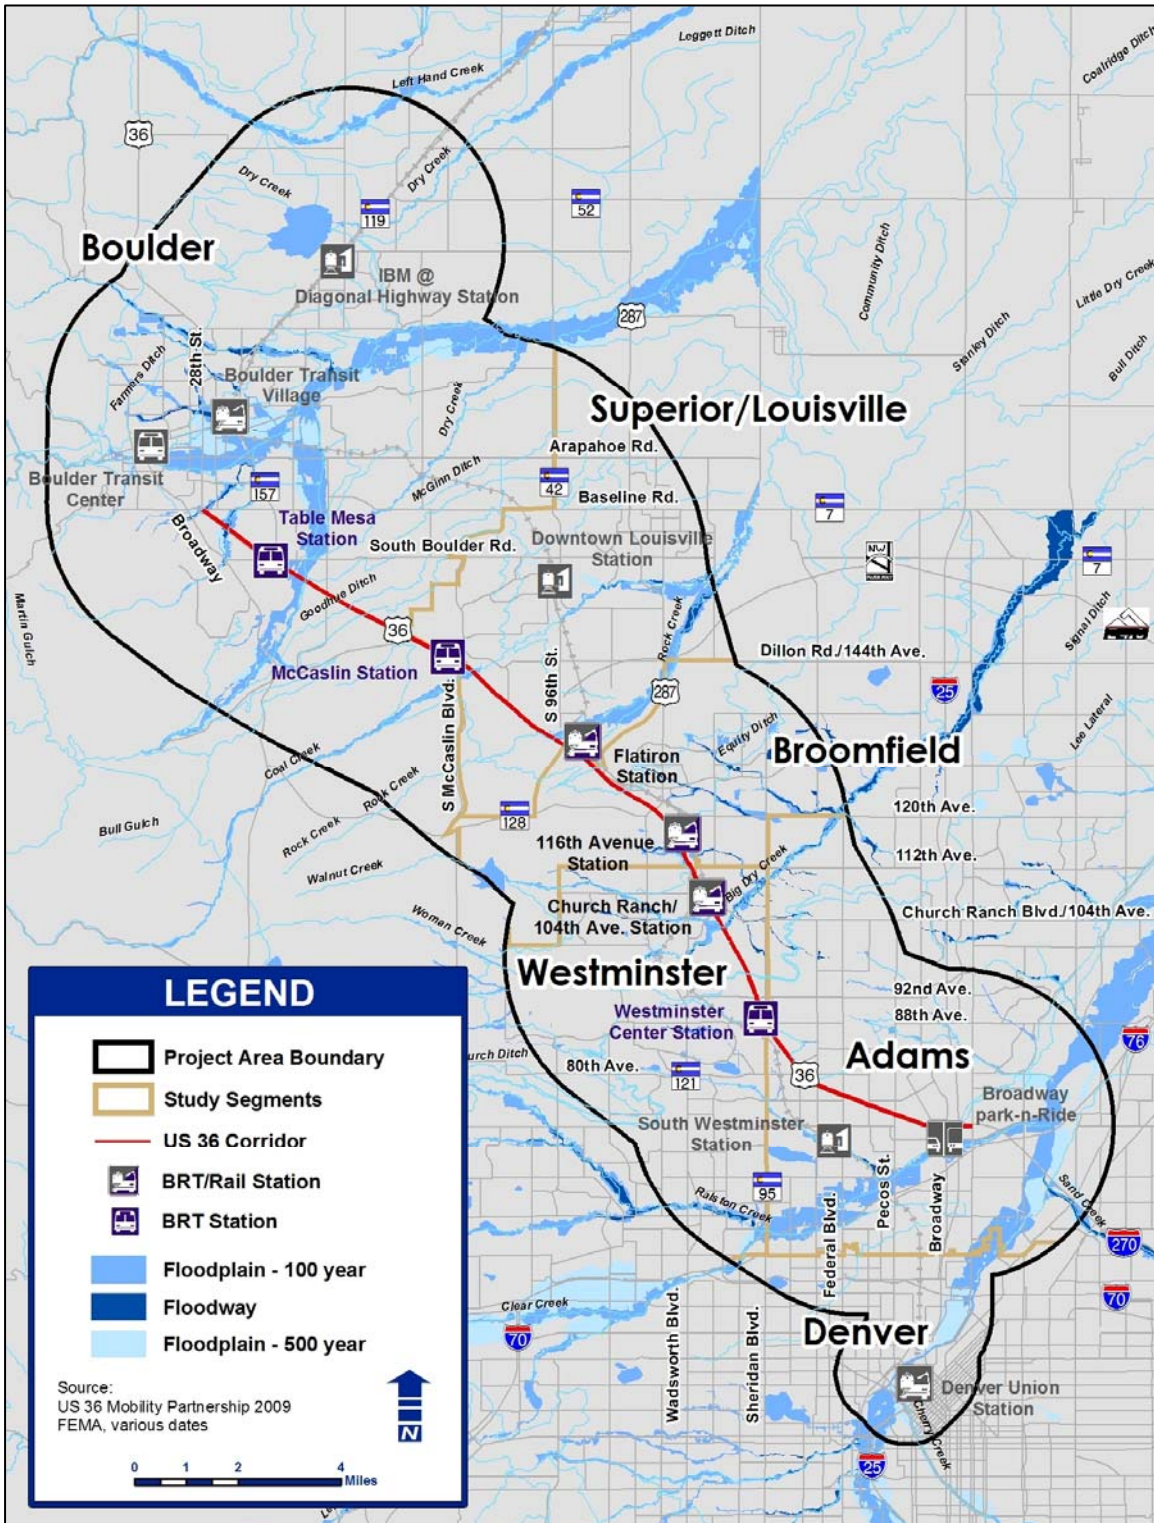 Leggett Ditch
Coalridge Ditch
Left Hand Creek
36
Dry Creek
Dry Creek
119
52
Boulder
IBM @
Diagonal Highway Station
Community Ditch
Little Dry Creek
287
Stanley Ditch
Bull Ditch
28th St.
Farmers Ditch
Boulder Transit
Village
Dry Creek
Superior/Louisville
Arapahoe Rd.
Boulder Transit
Center
157
McGinn Ditch
42
Baseline Rd.
7
Table Mesa
Station
Broadway
South Boulder Rd.
Downtown Louisville
Station
NW
7
Goodhue Ditch
Martin Gulch
36
Rock Creek
Signal Ditch
McCaslin Station
Dillon Rd./144th Ave.
S 96th St.
287
25
S McCaslin Blvd.
Equity Ditch
Lee Lateral
Coal Creek
Flatiron
Station
Broomfield
Rock Creek
120th Ave.
Bull Gulch
Rock Creek
128
116th Avenue
Station
112th Ave.
Walnut Creek
Big Dry Creek
Woman Creek
Church Ranch/
104th Ave. Station
Church Ranch Blvd./104th Ave.
Westminster
92nd Ave.
88th Ave.
Westminster
Center Station
76
80th Ave.
121
36
Adams
Broadway
park-n-Ride
South Westminster
Station
Pecos St.
95
Ralston Creek
Federal Blvd.
Broadway
Sand Creek
270
70
Clear Creek
70
Wadsworth Blvd.
Sheridan Blvd.
Denver
Denver Union
Station
Cherry Creek
25
LEGEND
Project Area Boundary
Study Segments
US 36 Corridor
BRT/Rail Station
BRT Station
Floodplain - 100 year
Floodway
Floodplain - 500 year
Source:
US 36 Mobility Partnership 2009
FEMA, various dates
N
0 1 2 4
Miles